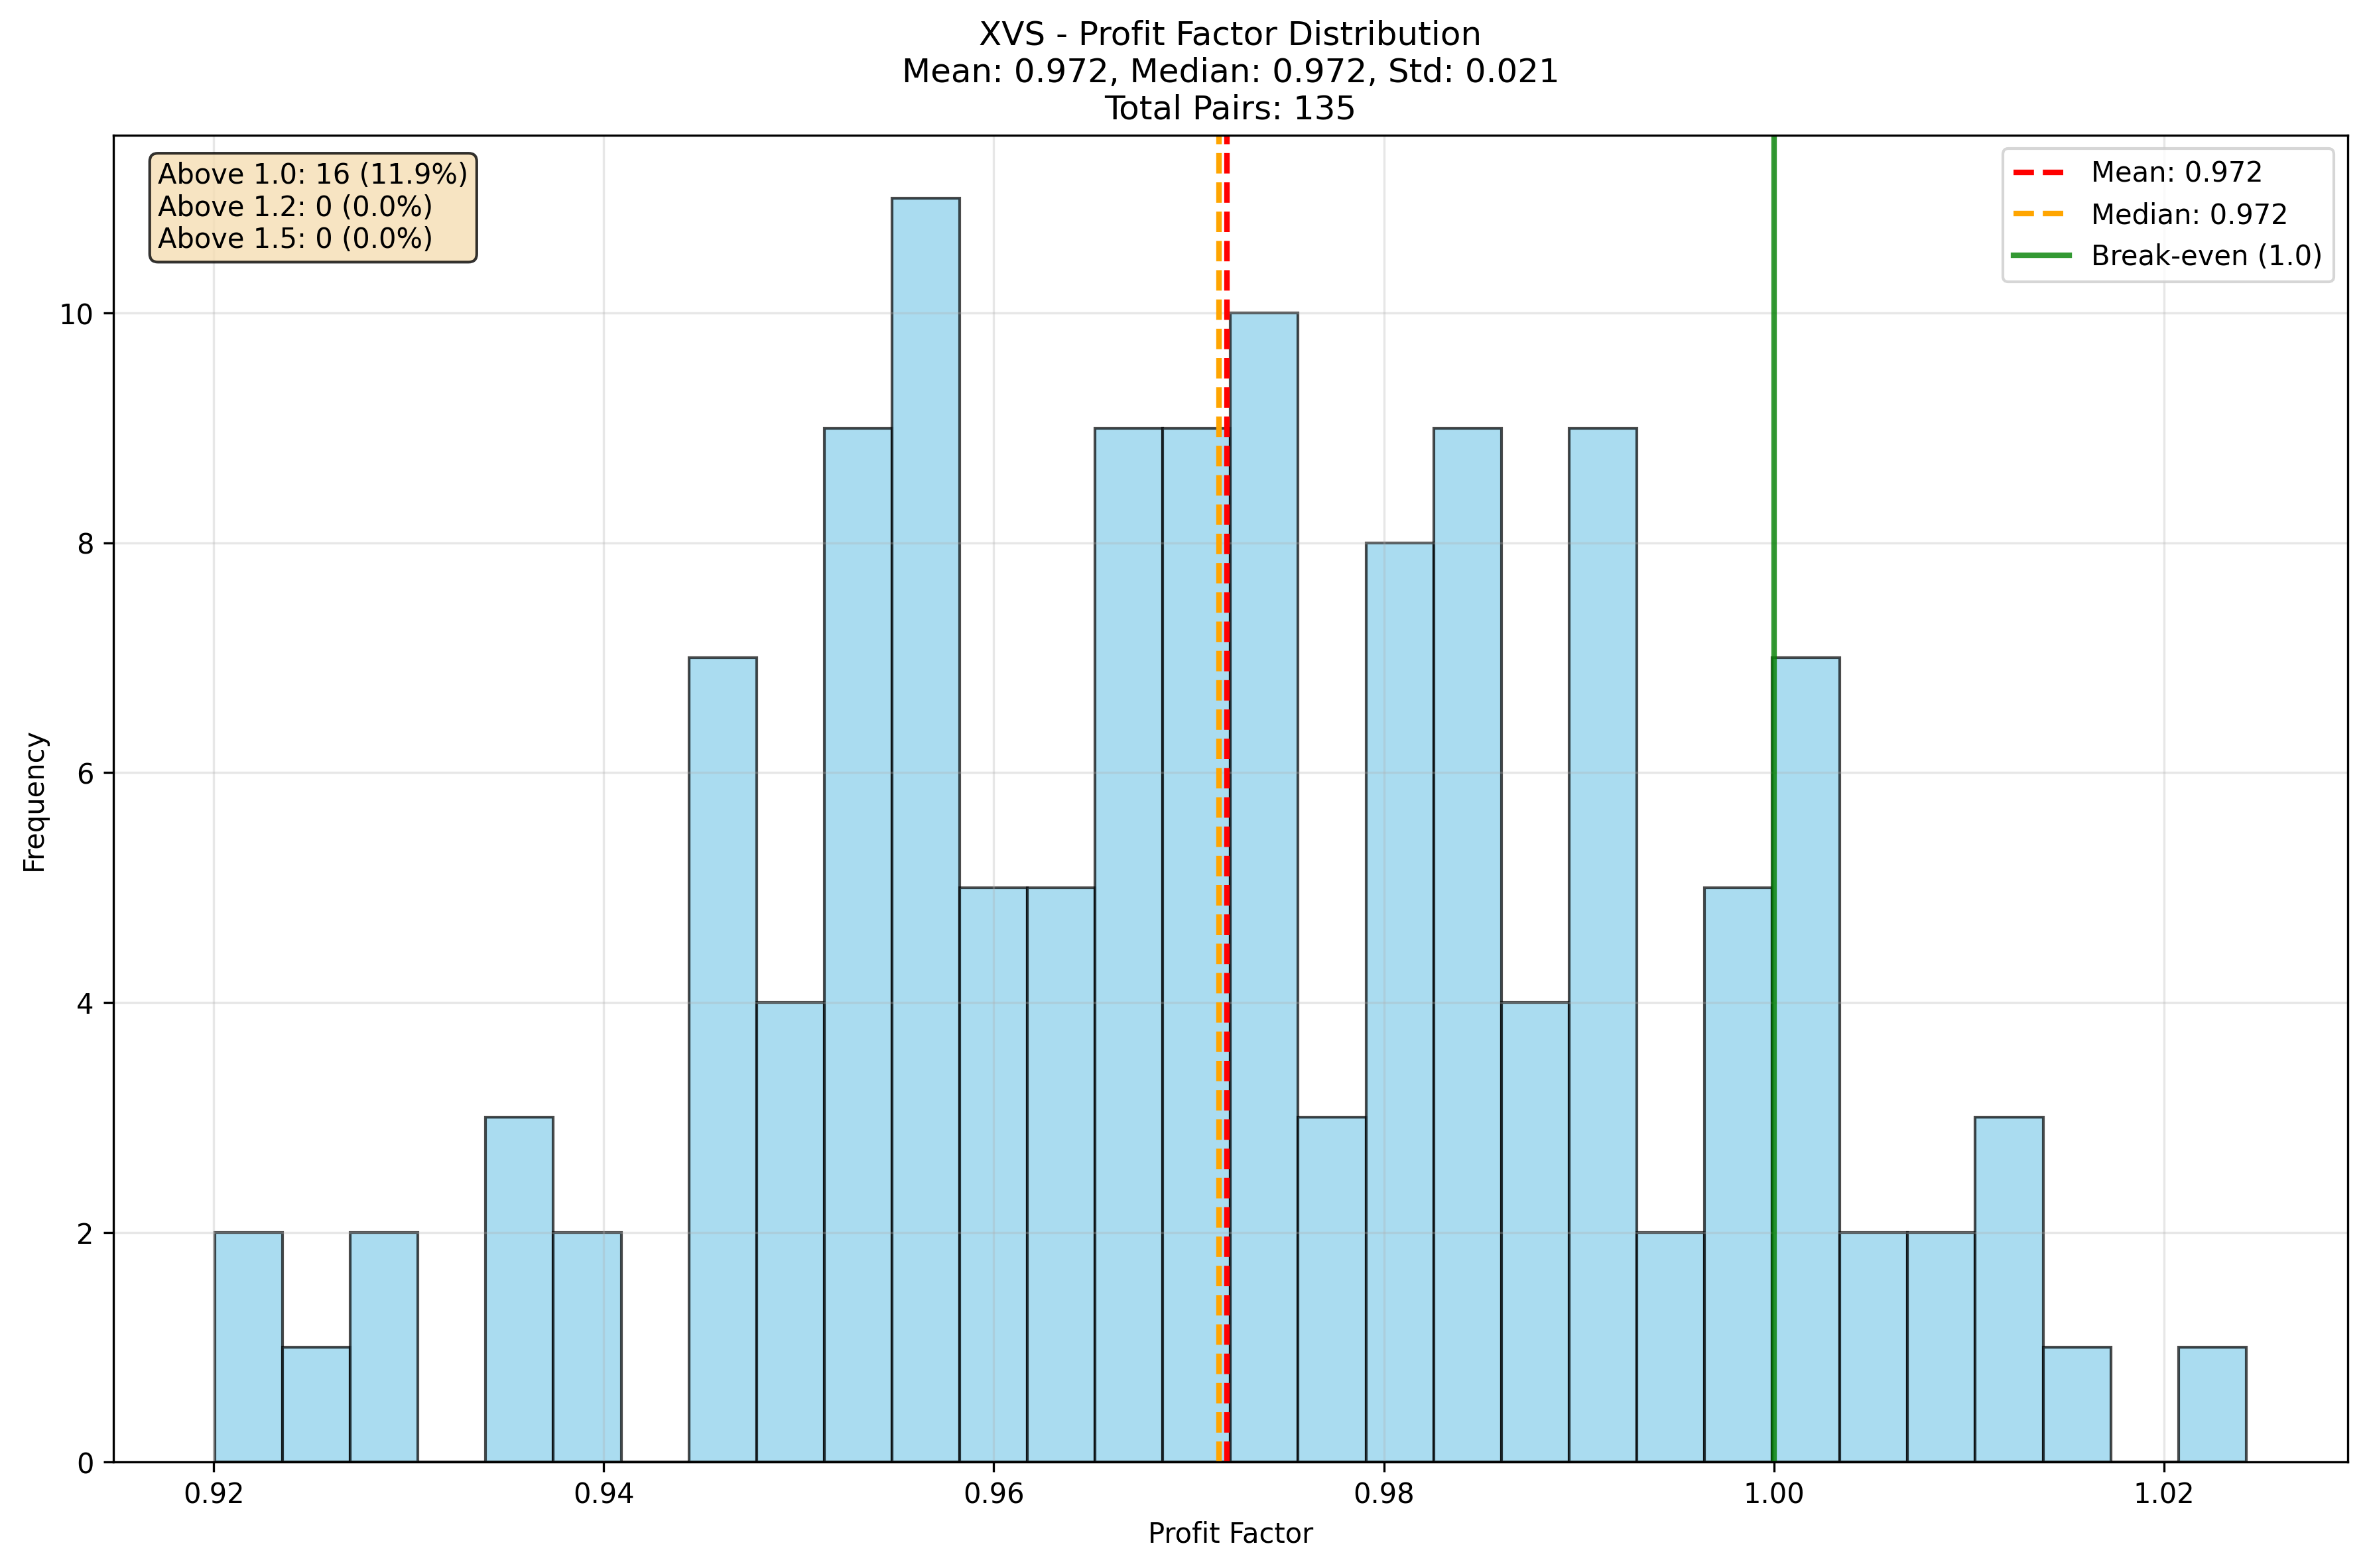 XVS - Profit Factor Distribution
Mean: 0.972, Median: 0.972, Std: 0.021
Total Pairs: 135
Above 1.0: 16 (11.9%)
Above 1.2: 0 (0.0%)
Above 1.5: 0 (0.0%)
Mean: 0.972
Median: 0.972
Break-even (1.0)
Frequency
10
8
6
4
2
0
0.92
0.94
0.96
0.98
1.00
1.02
Profit Factor